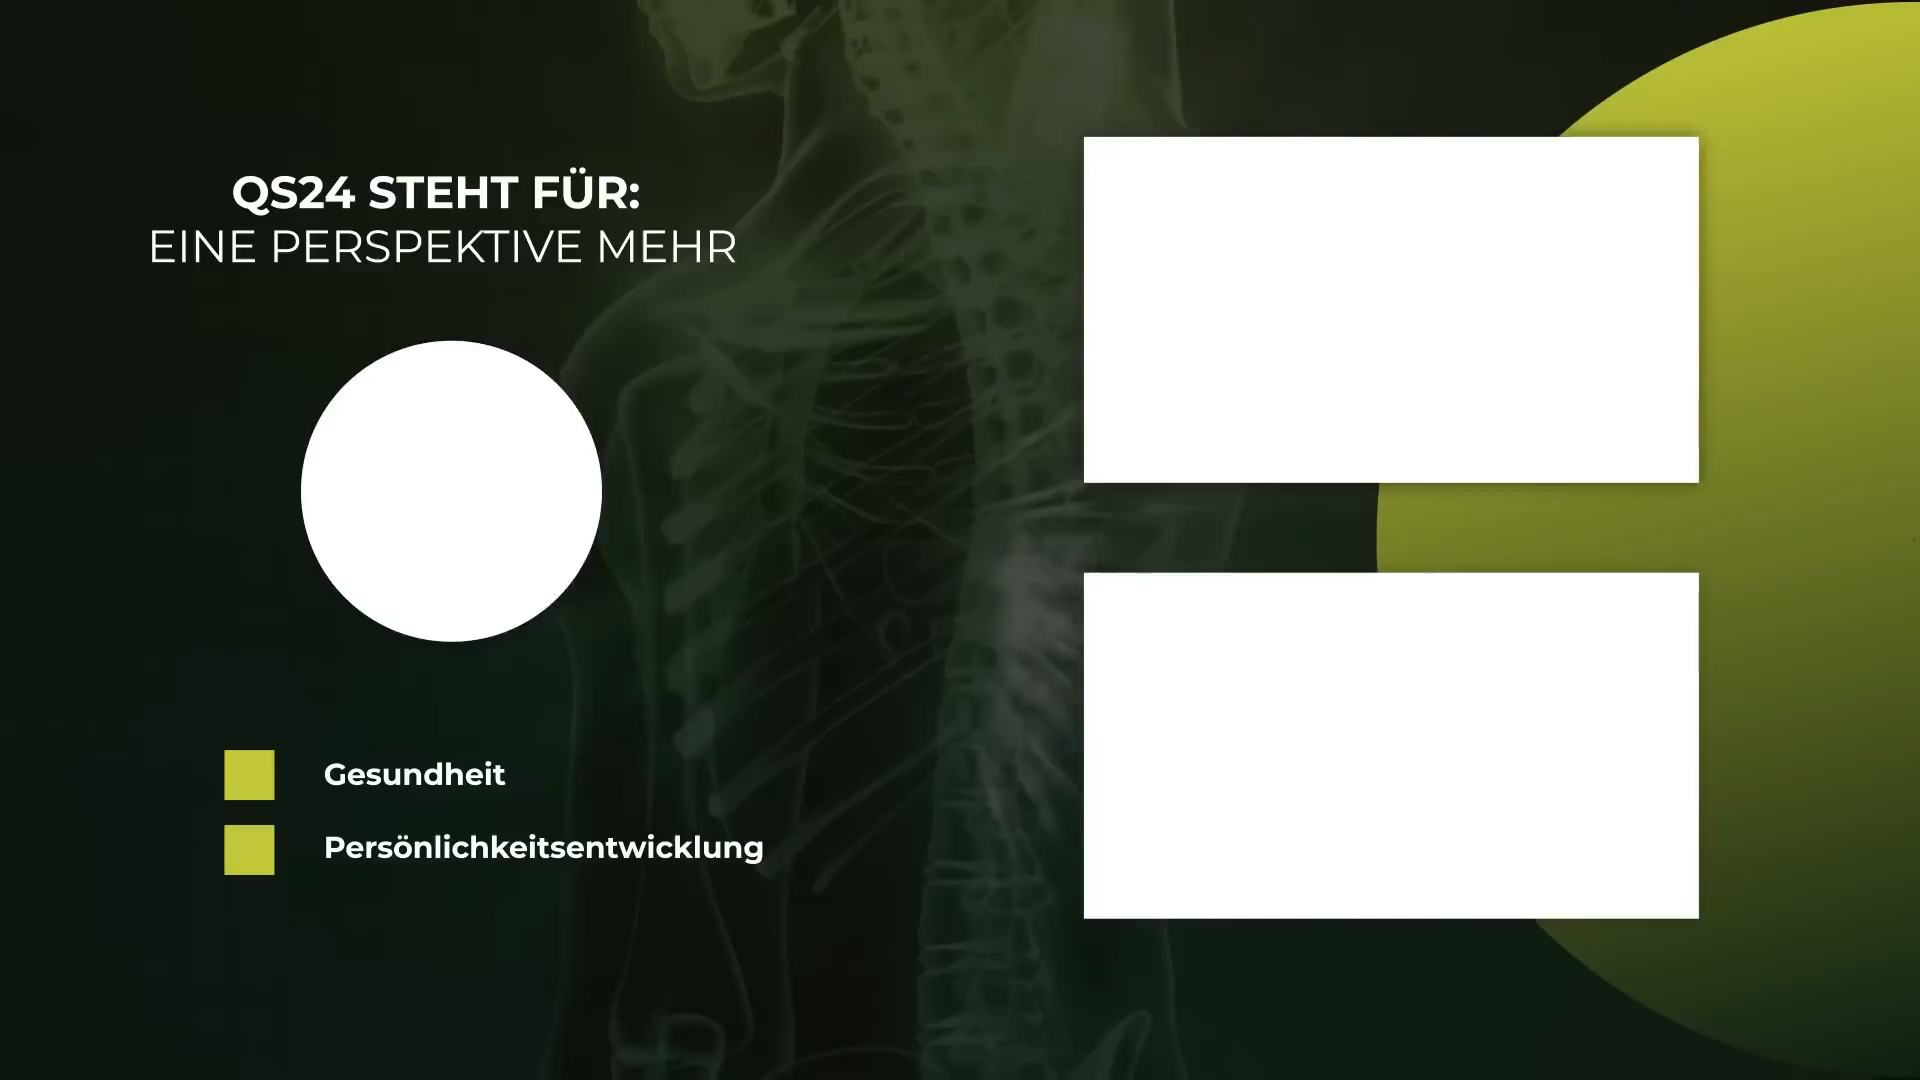 QS24 STEHT FÜR:
EINE PERSPEKTIVE MEHR
Gesundheit
Persönlichkeitsentwicklung